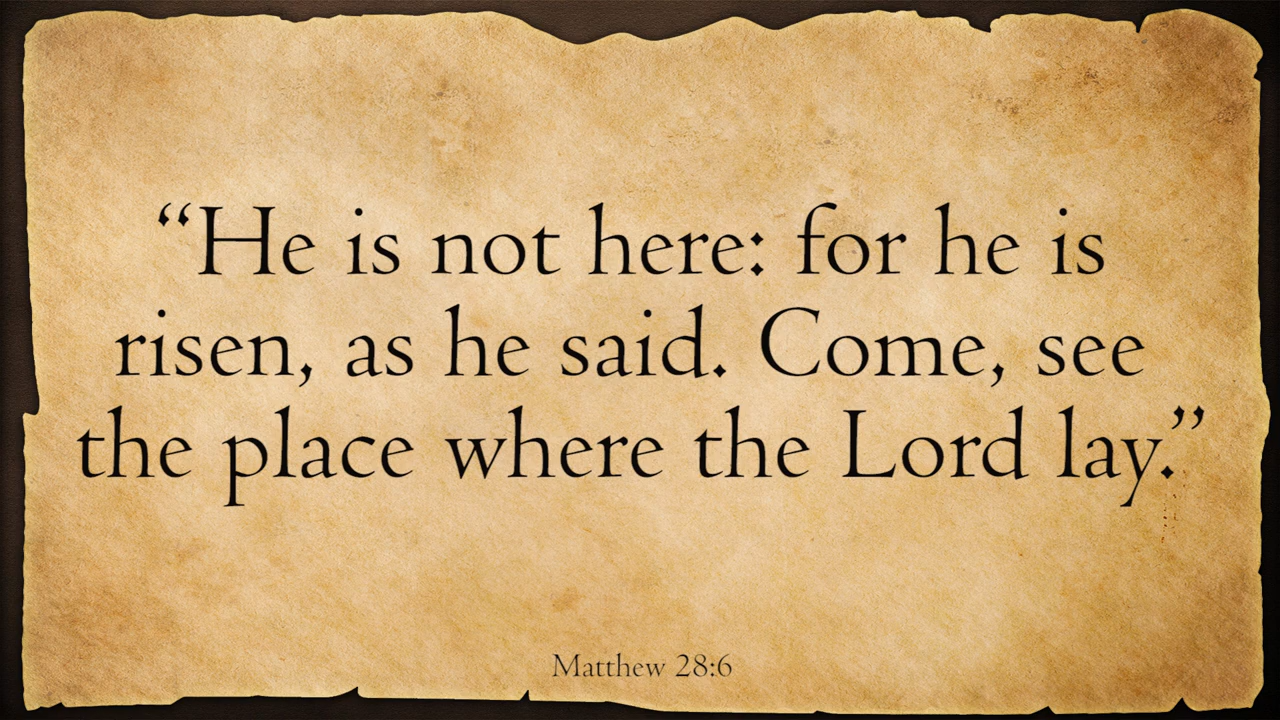 “He is not here: for he is
risen, as he said. Come, see
the place where the Lord lay.”
Matthew 28:6